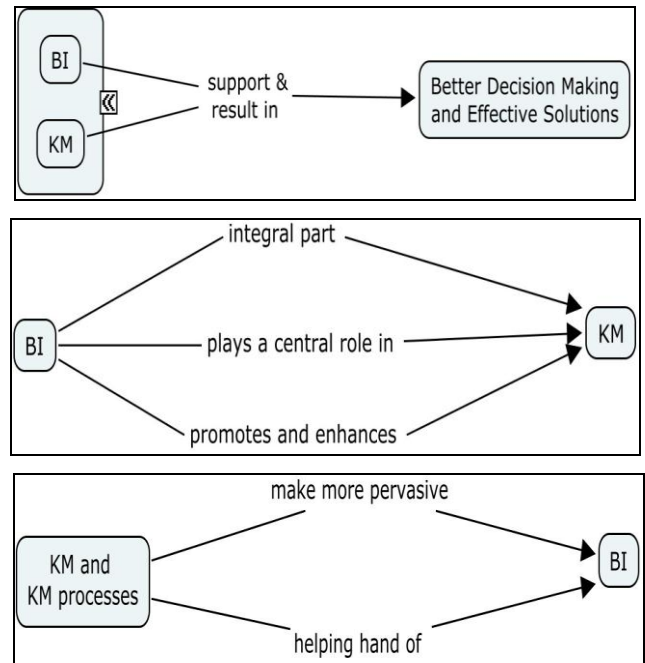 BI
KM
support &
result in
Better Decision Making
and Effective Solutions
integral part
BI
plays a central role in
KM
promotes and enhances
make more pervasive
KM and
KM processes
BI
helping hand of